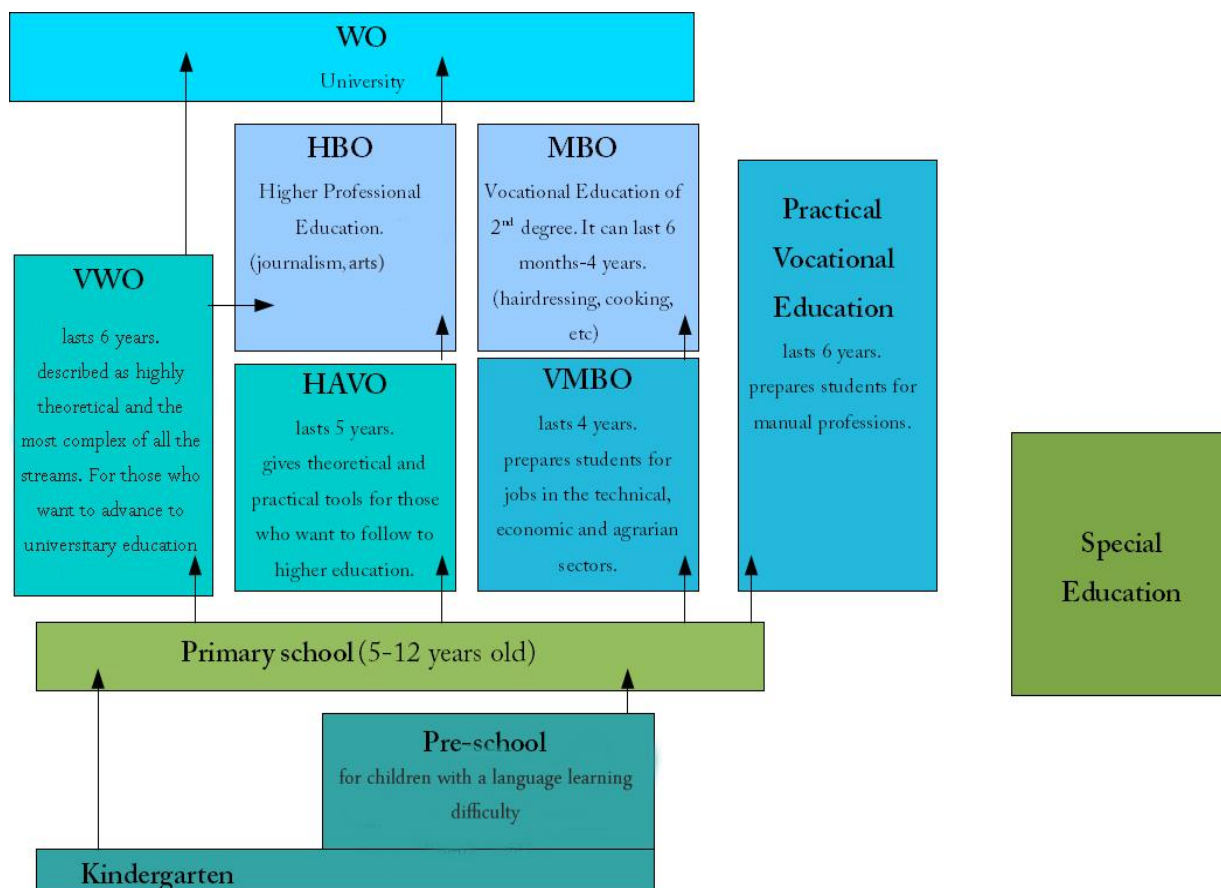 WO
University
HBO
Higher Professional
Education.
(journalism, arts)
MBO
Vocational Education of
2nd degree. It can last 6
months-4 years.
(hairdressing, cooking,
etc)
Practical
Vocational
Education
lasts 6 years.
prepares students for
manual professions.
VWO
lasts 6 years.
described as highly
theoretical and the
most complex of all the
streams. For those who
want to advance to
universitary education
HAVO
lasts 5 years.
gives theoretical and
practical tools for those
who want to follow to
higher education.
VMBO
lasts 4 years.
prepares students for
jobs in the technical,
economic and agrarian
sectors.
Special
Education
Primary school (5-12 years old)
Pre-school
for children with a language learning
difficulty
Kindergarten